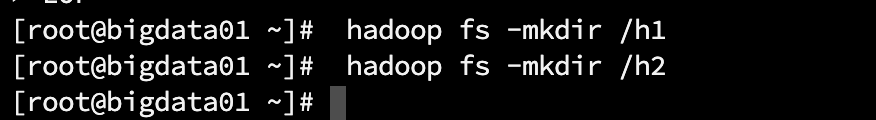 [root@bigdata01 ~]#  hadoop fs -mkdir /h1
[root@bigdata01 ~]#  hadoop fs -mkdir /h2
[root@bigdata01 ~]#